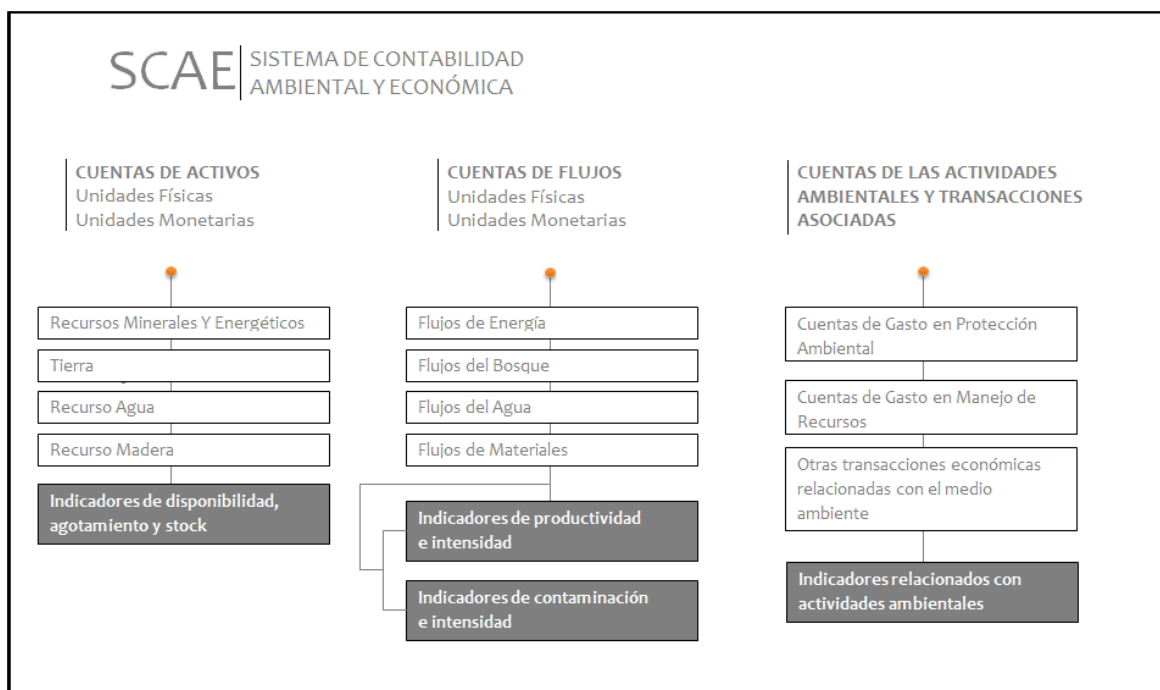 SCAE
SISTEMA DE CONTABILIDAD
AMBIENTAL Y ECONÓMICA
CUENTAS DE ACTIVOS
Unidades Físicas
Unidades Monetarias
Recursos Minerales Y Energéticos
Tierra
Recurso Agua
Recurso Madera
Indicadores de disponibilidad,
agotamiento y stock
CUENTAS DE FLUJOS
Unidades Físicas
Unidades Monetarias
Flujos de Energía
Flujos del Bosque
Flujos del Agua
Flujos de Materiales
Indicadores de productividad
e intensidad
Indicadores de contaminación
e intensidad
CUENTAS DE LAS ACTIVIDADES
AMBIENTALES Y TRANSACCIONES
ASOCIADAS
Cuentas de Gasto en Protección
Ambiental
Cuentas de Gasto en Manejo de
Recursos
Otras transacciones económicas
relacionadas con el medio
ambiente
Indicadores relacionados con
actividades ambientales